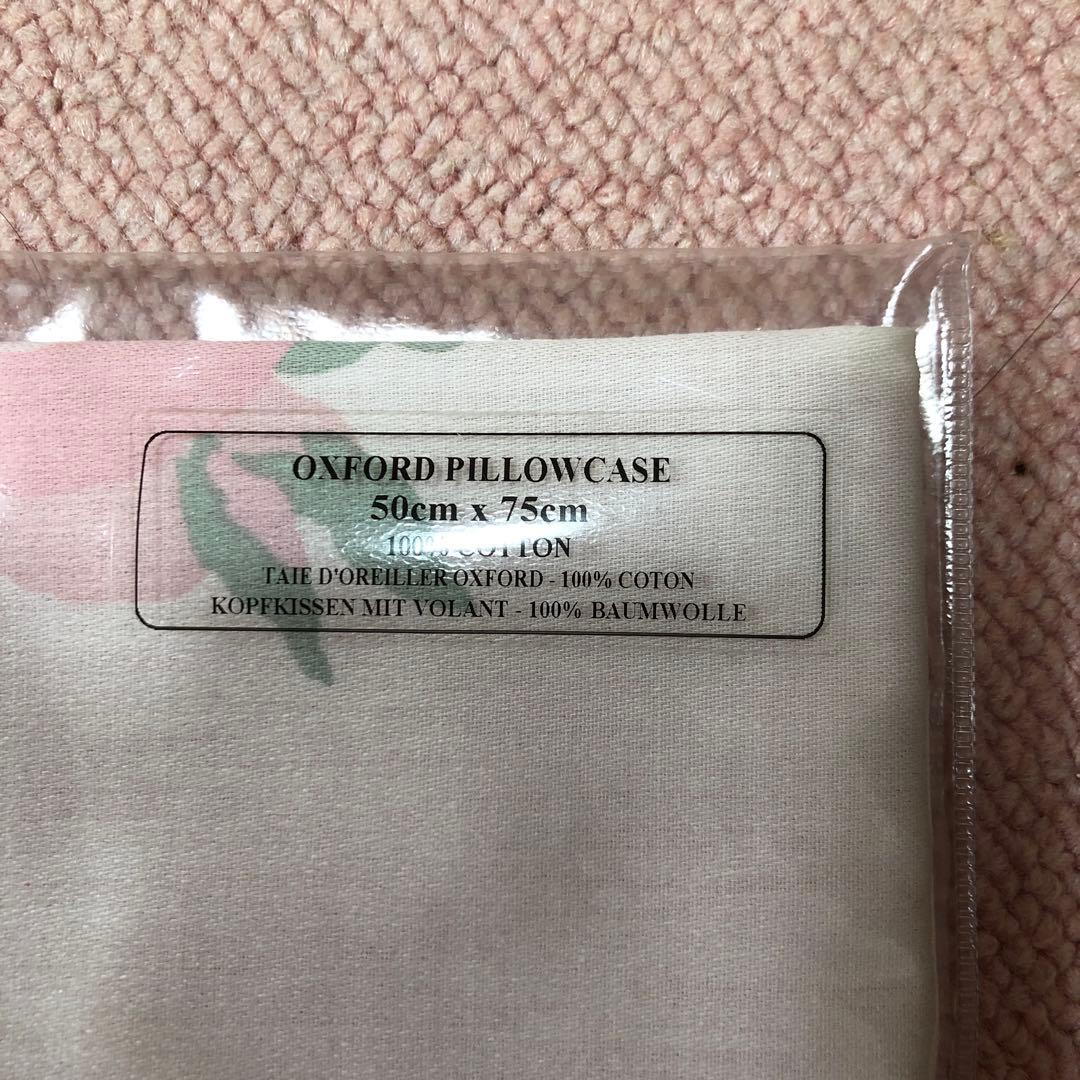 OXFORD PILLOWCASE
50cm x 75cm
100% COTTON
TAIE D'OREILLER OXFORD - 100% COTON
KOPFKISSEN MIT VOLANT - 100% BAUMWOLLE